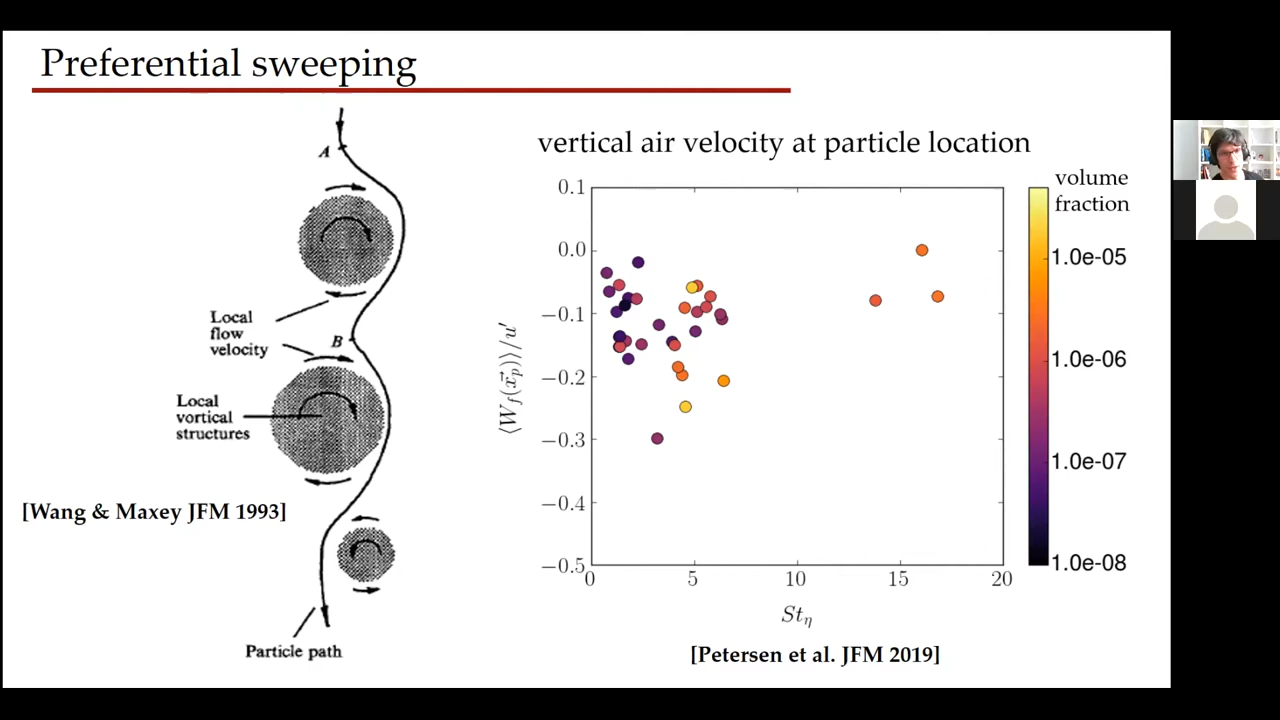 Preferential sweeping
A
Local
flow
velocity
B
Local
vortical
structures
[Wang & Maxey JFM 1993]
Particle path
vertical air velocity at particle location
volume
fraction
0.1
0.0
−0.1
−0.2
−0.3
−0.4
−0.5
⟨W_f(\vec{x_p})⟩/u′
0
5
10
15
20
St_η
1.0e-05
1.0e-06
1.0e-07
1.0e-08
[Petersen et al. JFM 2019]